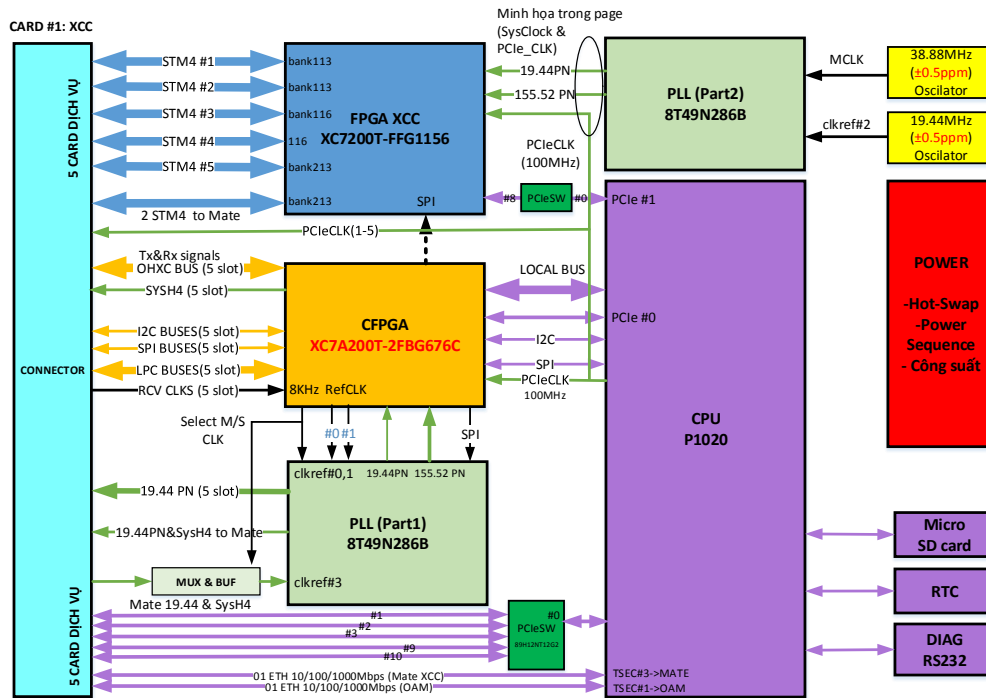 CARD #1: XCC
Minh họa trong page
(SysClock &
PCIe_CLK)
5 CARD DỊCH VỤ
CONNECTOR
5 CARD DỊCH VỤ
STM4 #1
STM4 #2
STM4 #3
STM4 #4
STM4 #5
2 STM4 to Mate
bank113
bank113
bank116
116
bank213
bank213
FPGA XCC
XC7200T-FFG1156
SPI
19.44PN
155.52 PN
PLL (Part2)
8T49N286B
MCLK
clkref#2
38.88MHz
(±0.5ppm)
Oscilator
19.44MHz
(±0.5ppm)
Oscilator
PCIeCLK
(100MHz)
#8
PCIeSW
#0
PCIe #1
PCIeCLK(1-5)
Tx&Rx signals
OHXC BUS (5 slot)
SYSH4 (5 slot)
I2C BUSES(5 slot)
SPI BUSES(5 slot)
LPC BUSES(5 slot)
RCV CLKS (5 slot)
CFPGA
XC7A200T-2FBG676C
8KHz
RefCLK
LOCAL BUS
PCIe #0
I2C
SPI
PCIeCLK
100MHz
CPU
P1020
POWER
-Hot-Swap
-Power
Sequence
- Công suất
Select M/S
CLK
#0
#1
SPI
clkref#0,1
19.44PN
155.52 PN
PLL (Part1)
8T49N286B
clkref#3
19.44 PN (5 slot)
19.44PN&SysH4 to Mate
MUX & BUF
Mate 19.44 & SysH4
#1
#2
#3
#9
#10
#0
PCIeSW
89H12NT12G2
01 ETH 10/100/1000Mbps (Mate XCC)
01 ETH 10/100/1000Mbps (OAM)
TSEC#3->MATE
TSEC#1->OAM
Micro
SD card
RTC
DIAG
RS232